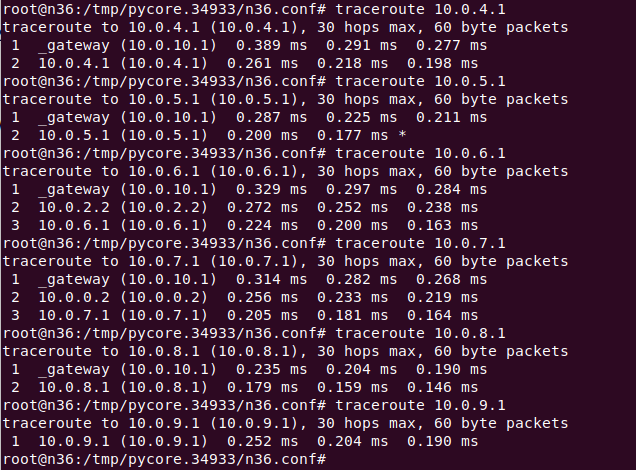 root@n36:/tmp/pycore.34933/n36.conf# traceroute 10.0.4.1
traceroute to 10.0.4.1 (10.0.4.1), 30 hops max, 60 byte packets
 1  _gateway (10.0.10.1)  0.389 ms  0.291 ms  0.277 ms
 2  10.0.4.1 (10.0.4.1)  0.261 ms  0.218 ms  0.198 ms
root@n36:/tmp/pycore.34933/n36.conf# traceroute 10.0.5.1
traceroute to 10.0.5.1 (10.0.5.1), 30 hops max, 60 byte packets
 1  _gateway (10.0.10.1)  0.287 ms  0.225 ms  0.211 ms
 2  10.0.5.1 (10.0.5.1)  0.200 ms  0.177 ms *
root@n36:/tmp/pycore.34933/n36.conf# traceroute 10.0.6.1
traceroute to 10.0.6.1 (10.0.6.1), 30 hops max, 60 byte packets
 1  _gateway (10.0.10.1)  0.329 ms  0.297 ms  0.284 ms
 2  10.0.2.2 (10.0.2.2)  0.272 ms  0.252 ms  0.238 ms
 3  10.0.6.1 (10.0.6.1)  0.224 ms  0.200 ms  0.163 ms
root@n36:/tmp/pycore.34933/n36.conf# traceroute 10.0.7.1
traceroute to 10.0.7.1 (10.0.7.1), 30 hops max, 60 byte packets
 1  _gateway (10.0.10.1)  0.314 ms  0.282 ms  0.268 ms
 2  10.0.0.2 (10.0.0.2)  0.256 ms  0.233 ms  0.219 ms
 3  10.0.7.1 (10.0.7.1)  0.205 ms  0.181 ms  0.164 ms
root@n36:/tmp/pycore.34933/n36.conf# traceroute 10.0.8.1
traceroute to 10.0.8.1 (10.0.8.1), 30 hops max, 60 byte packets
 1  _gateway (10.0.10.1)  0.235 ms  0.204 ms  0.190 ms
 2  10.0.8.1 (10.0.8.1)  0.179 ms  0.159 ms  0.146 ms
root@n36:/tmp/pycore.34933/n36.conf# traceroute 10.0.9.1
traceroute to 10.0.9.1 (10.0.9.1), 30 hops max, 60 byte packets
 1  10.0.9.1 (10.0.9.1)  0.252 ms  0.204 ms  0.190 ms
root@n36:/tmp/pycore.34933/n36.conf#